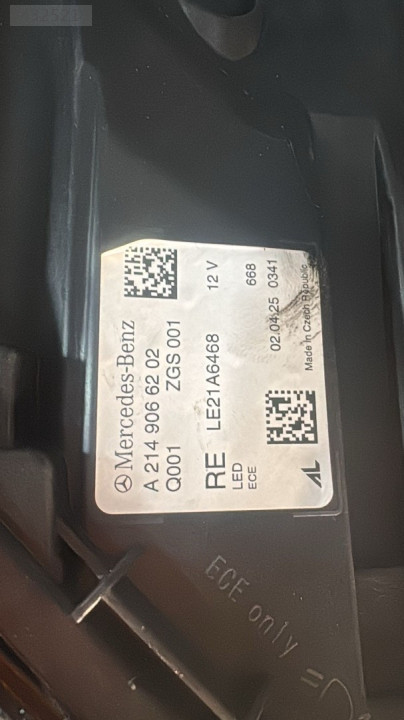 Mercedes-Benz
A 214 906 62 02
Q001 ZGS 001
RE LE21A6468 12 V
LED
ECE 668
02.04.25 0341
AL
Made in Czech Republic
ECE only =